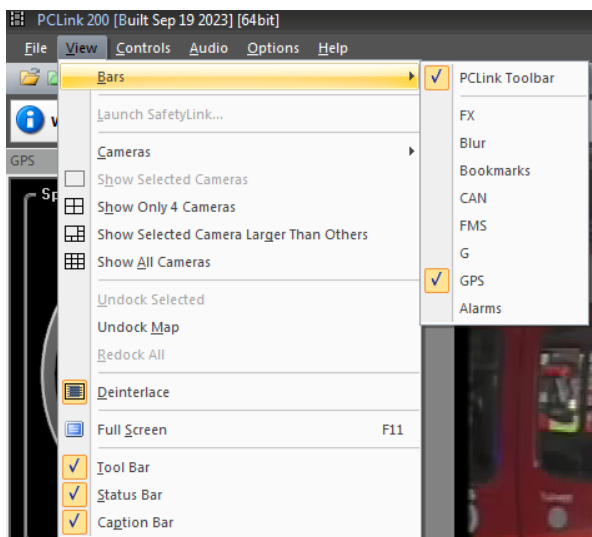 PCLink 200 [Built Sep 19 2023] [64bit]
File View Controls Audio Options Help
Bars
Launch SafetyLink...
GPS
Cameras
Show Selected Cameras
Show Only 4 Cameras
Show Selected Camera Larger Than Others
Show All Cameras
Undock Selected
Undock Map
Redock All
Deinterlace
Full Screen F11
Tool Bar
Status Bar
Caption Bar
PCLink Toolbar
FX
Blur
Bookmarks
CAN
FMS
G
GPS
Alarms